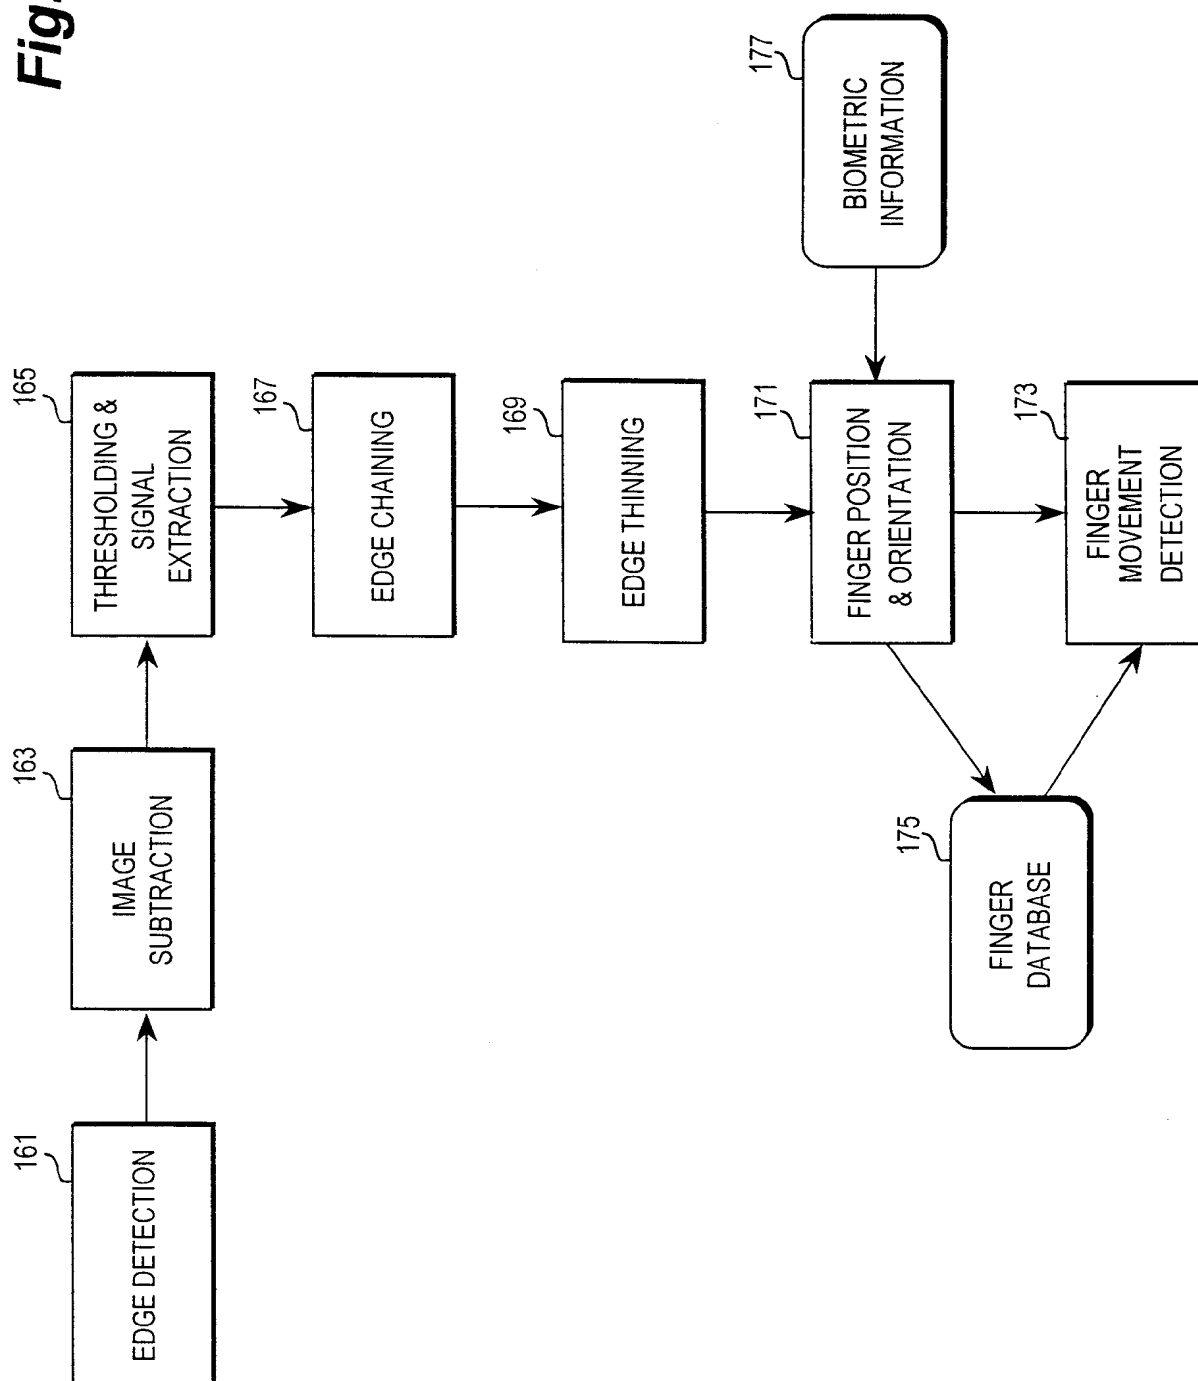 Fig.
161
EDGE DETECTION
163
IMAGE
SUBTRACTION
165
THRESHOLDING &
SIGNAL
EXTRACTION
167
EDGE CHAINING
169
EDGE THINNING
171
FINGER POSITION
& ORIENTATION
173
FINGER
MOVEMENT
DETECTION
175
FINGER
DATABASE
177
BIOMETRIC
INFORMATION